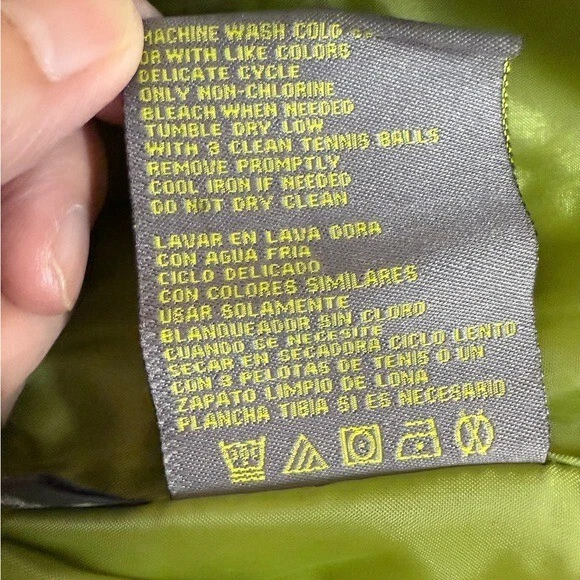 MACHINE WASH COLD
OR WITH LIKE COLORS
DELICATE CYCLE
ONLY NON-CHLORINE
BLEACH WHEN NEEDED
TUMBLE DRY LOW
WITH 3 CLEAN TENNIS BALLS
REMOVE PROMPTLY
COOL IRON IF NEEDED
DO NOT DRY CLEAN
LAVAR EN LAVA DORA
CON AGUA FRIA
CICLO DELICADO
CON COLORES SIMILARES
USAR SOLAMENTE
BLANQUEADOR SIN CLORO
CUANDO SE NECESITE
SECAR EN SECADORA CICLO LENTO
CON 3 PELOTAS DE TENIS O UN
ZAPATO LIMPIO DE LONA
PLANCHA TIBIA SI ES NECESARIO